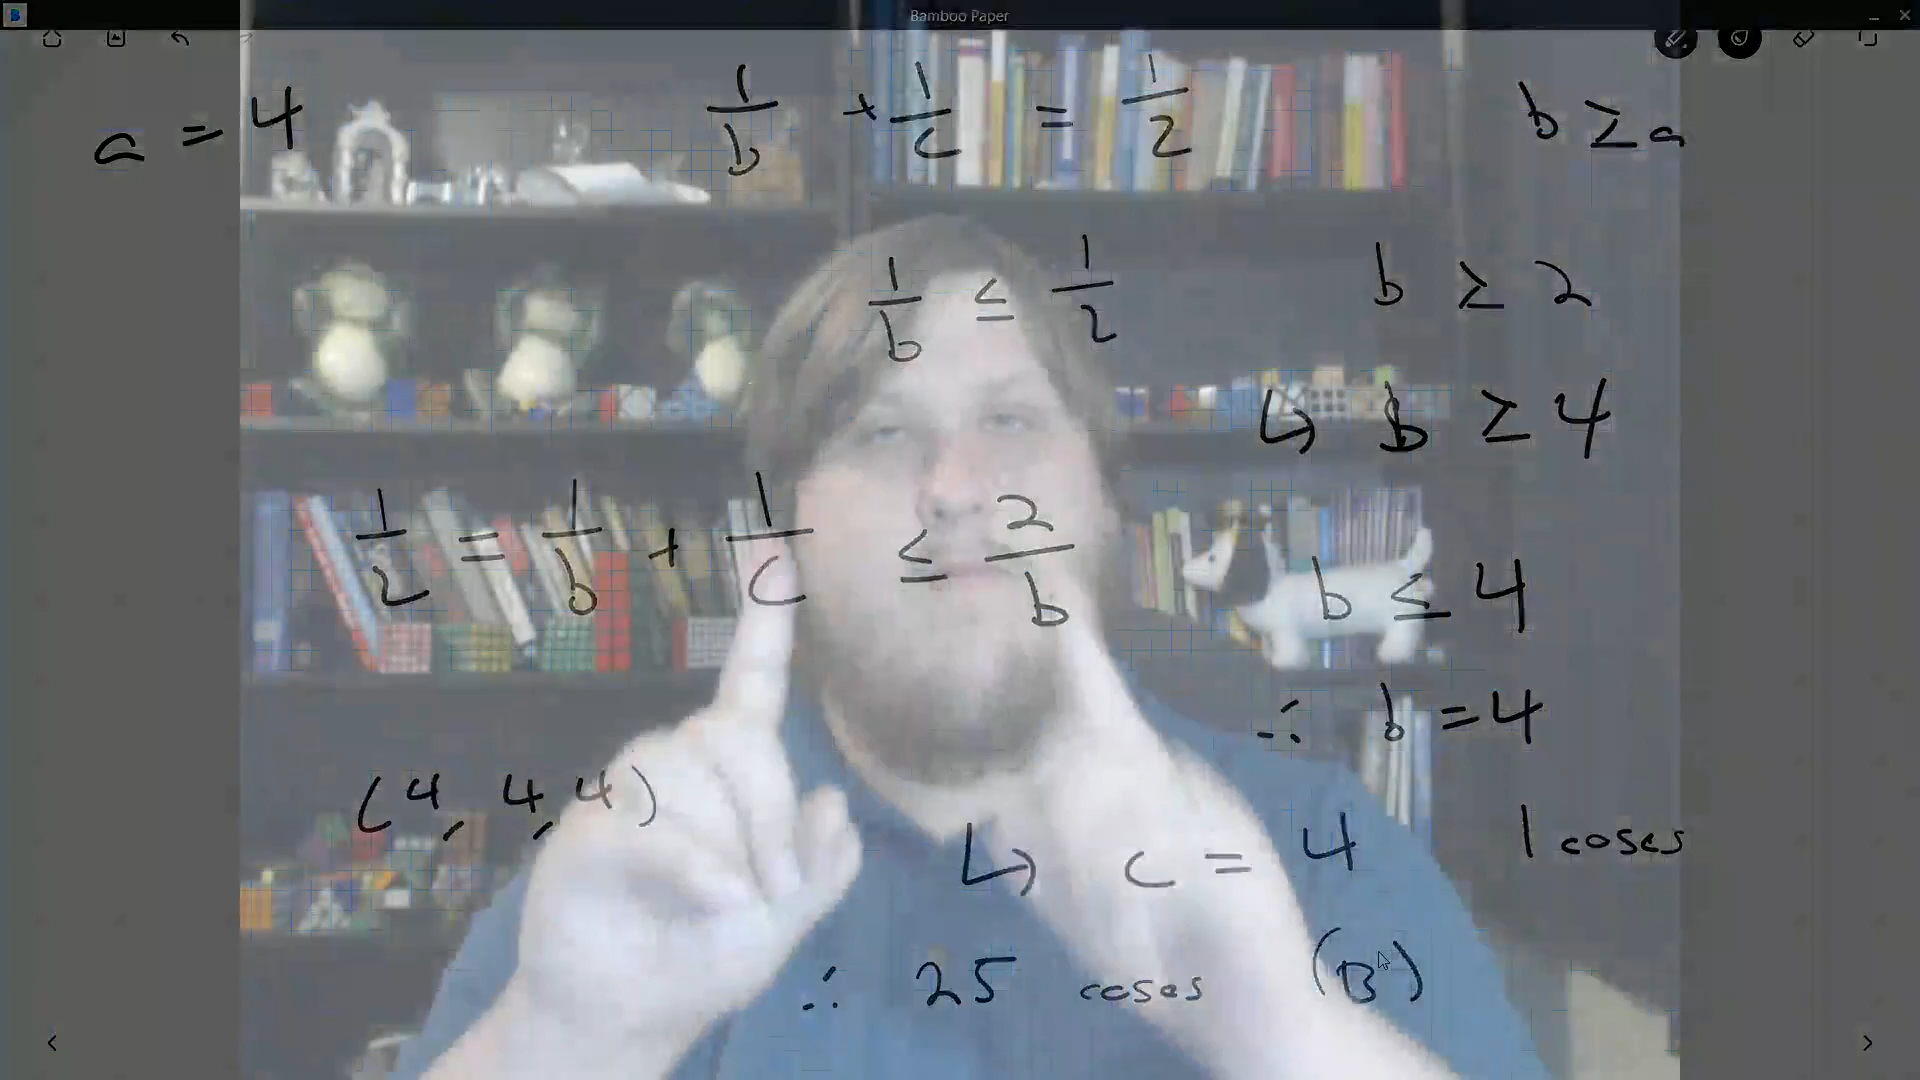 Bamboo Paper
a = 4 1/b + 1/c = 1/2 b ≥ a
1/b ≤ 1/2 b ≥ 2
↳ b ≥ 4
1/2 = 1/b + 1/c ≤ 2/b b ≤ 4
∴ b = 4
(4, 4, 4) ↳ c = 4 1 cases
∴ 25 cases (B)